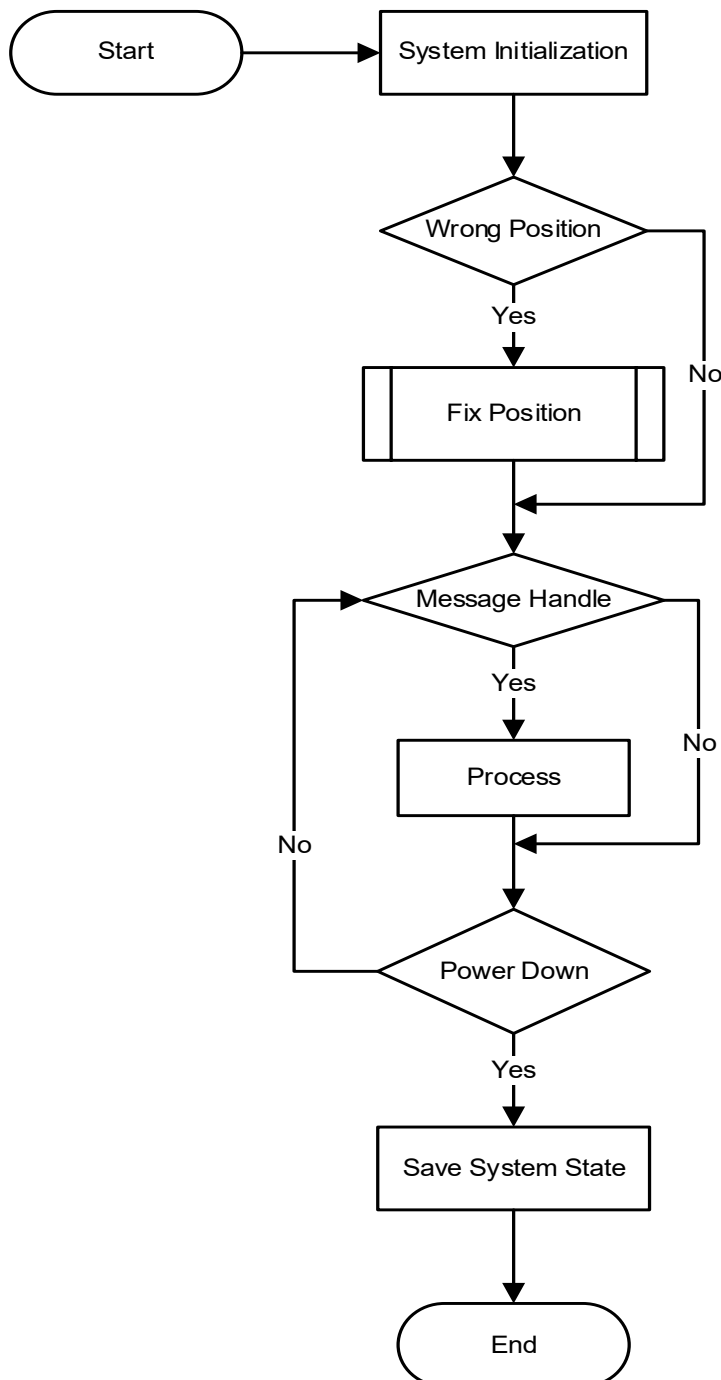 Start
System Initialization
Wrong Position
Yes
No
Fix Position
Message Handle
Yes
No
Process
No
Power Down
Yes
Save System State
End